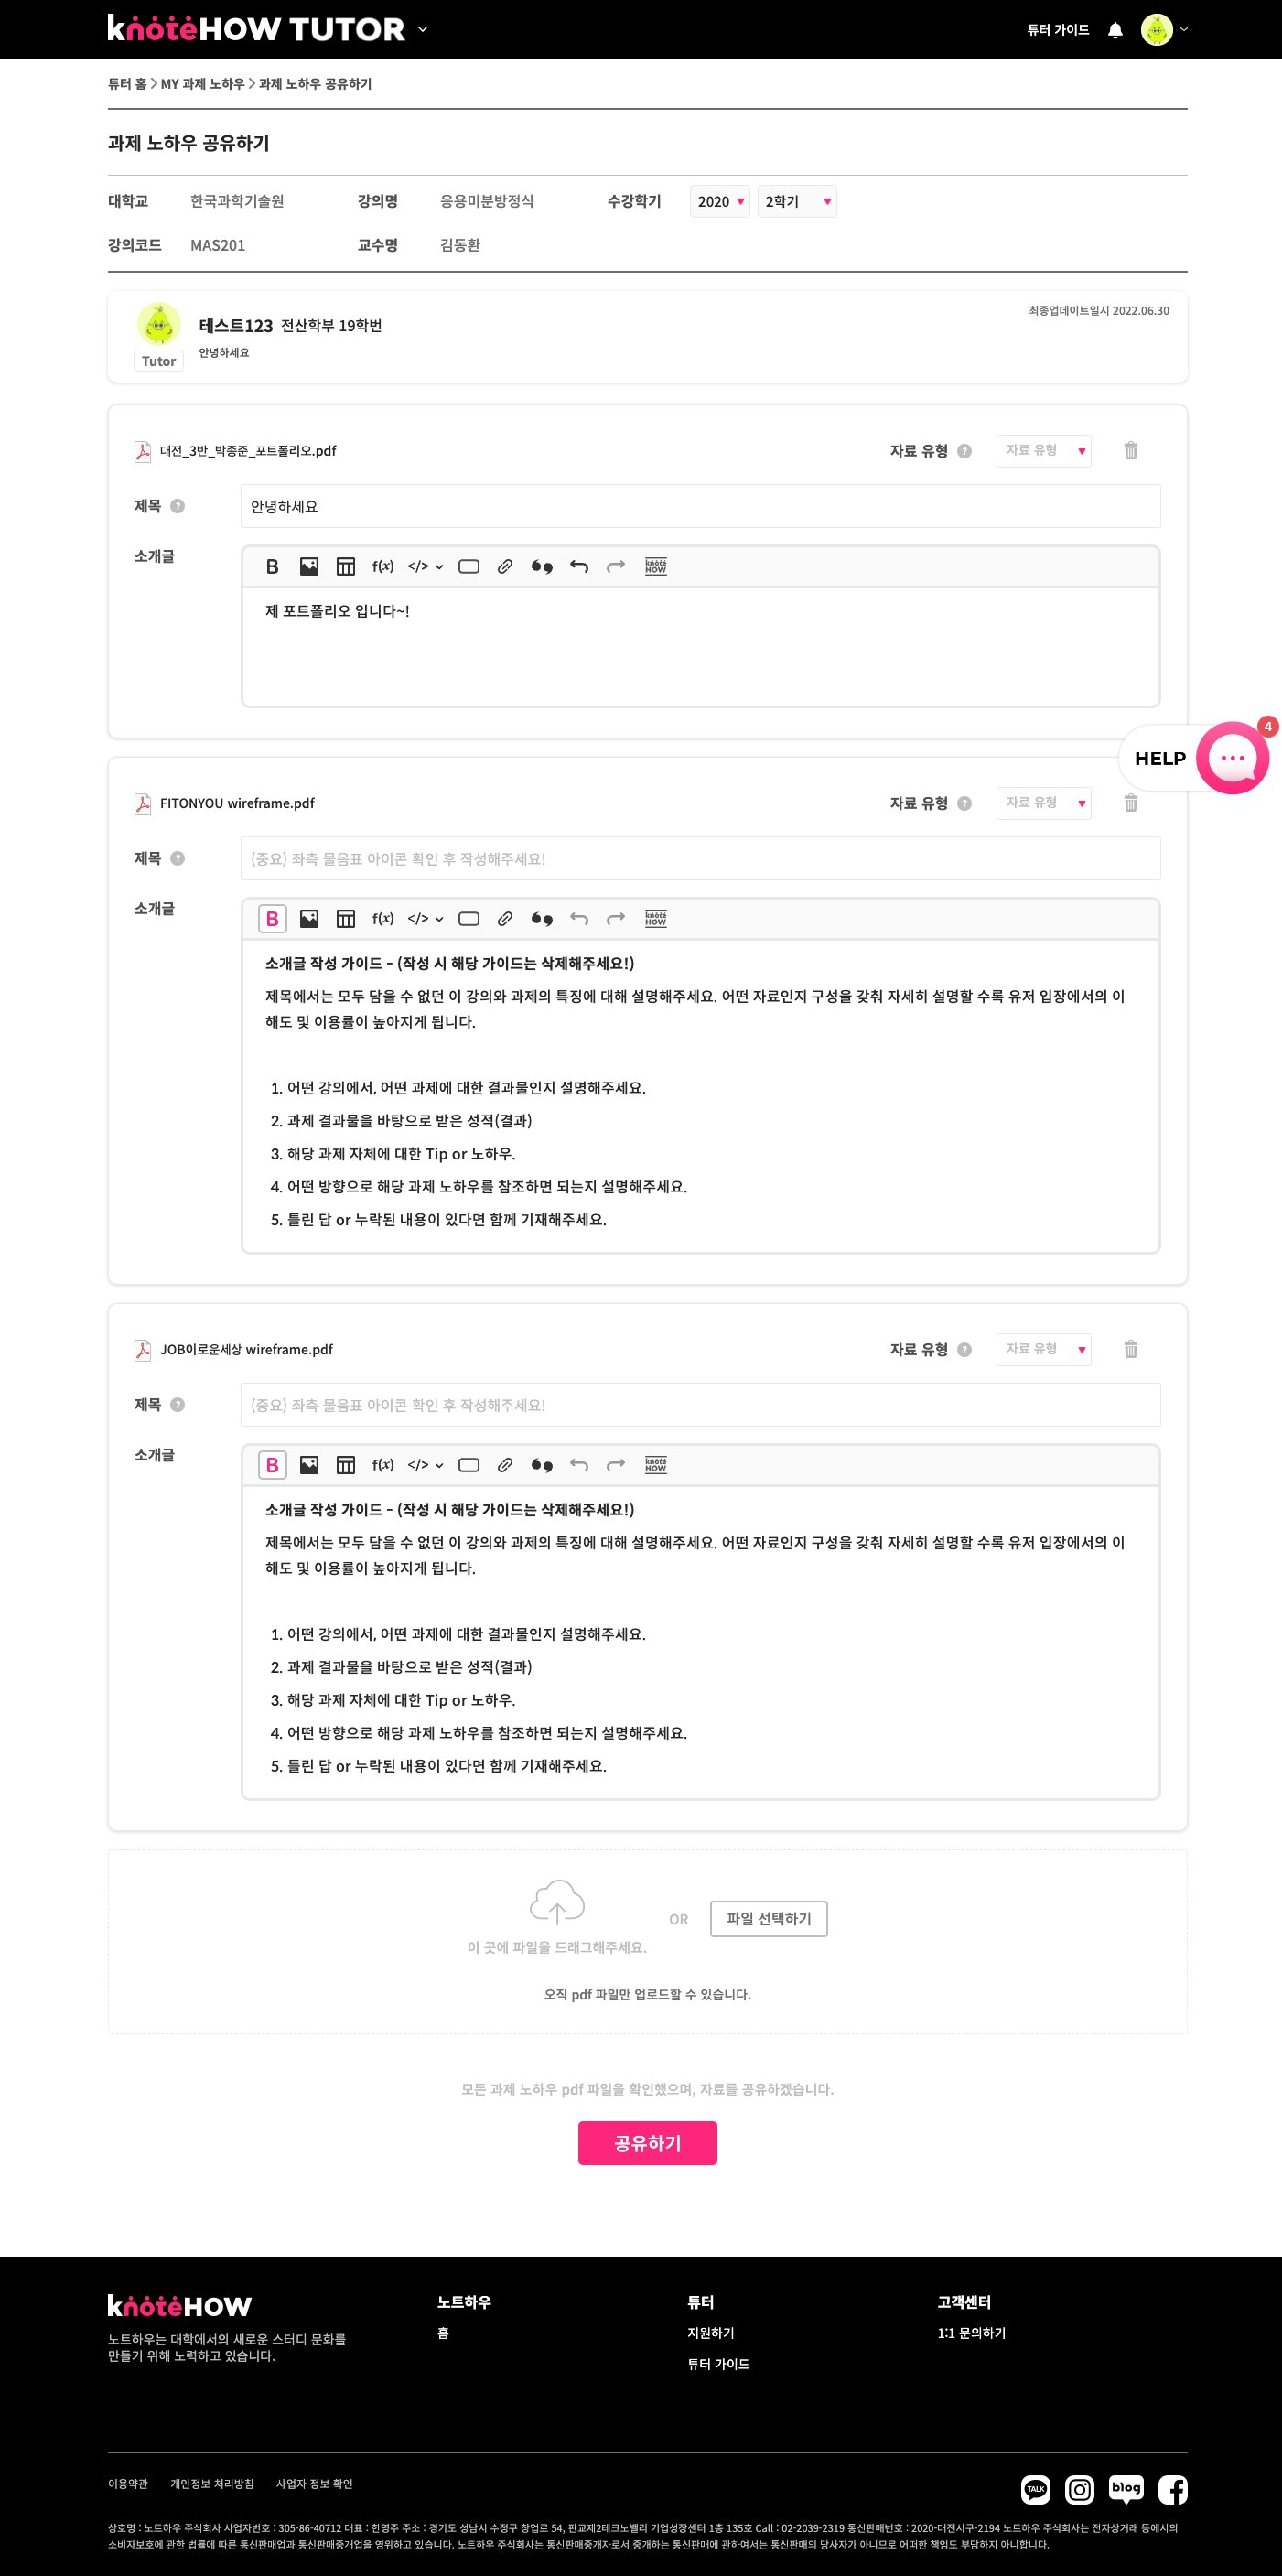 knoteHOW TUTOR
튜터 가이드
튜터 홈 > MY 과제 노하우 > 과제 노하우 공유하기
과제 노하우 공유하기
대학교 한국과학기술원 강의명 응용미분방정식 수강학기 2020 2학기
강의코드 MAS201 교수명 김동환
최종업데이트일시 2022.06.30
테스트123 전산학부 19학번
안녕하세요
Tutor
대전_3반_박종준_포트폴리오.pdf 자료 유형 ? 자료 유형
제목 ? 안녕하세요
소개글
B f(x) </> knote HOW
제 포트폴리오 입니다~!
4
HELP
FITONYOU wireframe.pdf 자료 유형 ? 자료 유형
제목 ? (중요) 좌측 물음표 아이콘 확인 후 작성해주세요!
소개글
B f(x) </> knote HOW
소개글 작성 가이드 - (작성 시 해당 가이드는 삭제해주세요!)
제목에서는 모두 담을 수 없던 이 강의와 과제의 특징에 대해 설명해주세요. 어떤 자료인지 구성을 갖춰 자세히 설명할 수록 유저 입장에서의 이
해도 및 이용률이 높아지게 됩니다.
1. 어떤 강의에서, 어떤 과제에 대한 결과물인지 설명해주세요.
2. 과제 결과물을 바탕으로 받은 성적(결과)
3. 해당 과제 자체에 대한 Tip or 노하우.
4. 어떤 방향으로 해당 과제 노하우를 참조하면 되는지 설명해주세요.
5. 틀린 답 or 누락된 내용이 있다면 함께 기재해주세요.
JOB이로운세상 wireframe.pdf 자료 유형 ? 자료 유형
제목 ? (중요) 좌측 물음표 아이콘 확인 후 작성해주세요!
소개글
B f(x) </> knote HOW
소개글 작성 가이드 - (작성 시 해당 가이드는 삭제해주세요!)
제목에서는 모두 담을 수 없던 이 강의와 과제의 특징에 대해 설명해주세요. 어떤 자료인지 구성을 갖춰 자세히 설명할 수록 유저 입장에서의 이
해도 및 이용률이 높아지게 됩니다.
1. 어떤 강의에서, 어떤 과제에 대한 결과물인지 설명해주세요.
2. 과제 결과물을 바탕으로 받은 성적(결과)
3. 해당 과제 자체에 대한 Tip or 노하우.
4. 어떤 방향으로 해당 과제 노하우를 참조하면 되는지 설명해주세요.
5. 틀린 답 or 누락된 내용이 있다면 함께 기재해주세요.
이 곳에 파일을 드래그해주세요. OR 파일 선택하기
오직 pdf 파일만 업로드할 수 있습니다.
모든 과제 노하우 pdf 파일을 확인했으며, 자료를 공유하겠습니다.
공유하기
knoteHOW
노트하우는 대학에서의 새로운 스터디 문화를
만들기 위해 노력하고 있습니다.
노트하우
홈
튜터
지원하기
튜터 가이드
고객센터
1:1 문의하기
이용약관 개인정보 처리방침 사업자 정보 확인
TALK blog
상호명 : 노트하우 주식회사 사업자번호 : 305-86-40712 대표 : 한영주 주소 : 경기도 성남시 수정구 창업로 54, 판교제2테크노밸리 기업성장센터 1층 135호 Call : 02-2039-2319 통신판매번호 : 2020-대전서구-2194 노트하우 주식회사는 전자상거래 등에서의
소비자보호에 관한 법률에 따른 통신판매업과 통신판매중개업을 영위하고 있습니다. 노트하우 주식회사는 통신판매중개자로서 중개하는 통신판매에 관하여서는 통신판매의 당사자가 아니므로 어떠한 책임도 부담하지 아니합니다.